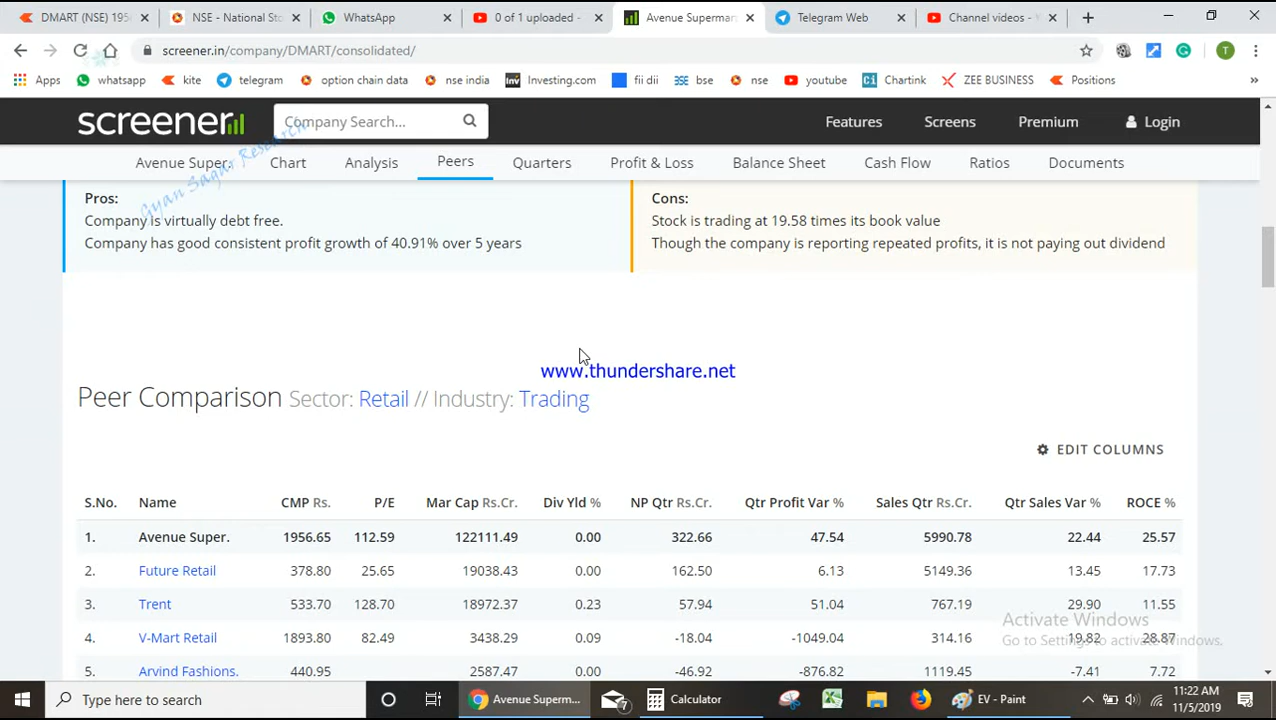 DMART (NSE) 195
NSE - National Sto
WhatsApp
0 of 1 uploaded -
Avenue Superman
Telegram Web
Channel videos - Y
screener.in/company/DMART/consolidated/
T
Apps
whatsapp
kite
telegram
option chain data
nse india
Inv
Investing.com
fii dii
bse
nse
youtube
Ci
Chartink
ZEE BUSINESS
Positions
»
screener
Company Search...
Features
Screens
Premium
Login
Avenue Super.
Chart
Analysis
Peers
Quarters
Profit & Loss
Balance Sheet
Cash Flow
Ratios
Documents
Gyan Sagar Research
Pros:
Company is virtually debt free.
Company has good consistent profit growth of 40.91% over 5 years
Cons:
Stock is trading at 19.58 times its book value
Though the company is reporting repeated profits, it is not paying out dividend
www.thundershare.net
Peer Comparison Sector: Retail // Industry: Trading
EDIT COLUMNS
S.No. Name CMP Rs. P/E Mar Cap Rs.Cr. Div Yld % NP Qtr Rs.Cr. Qtr Profit Var % Sales Qtr Rs.Cr. Qtr Sales Var % ROCE %
1. Avenue Super. 1956.65 112.59 122111.49 0.00 322.66 47.54 5990.78 22.44 25.57
2. Future Retail 378.80 25.65 19038.43 0.00 162.50 6.13 5149.36 13.45 17.73
3. Trent 533.70 128.70 18972.37 0.23 57.94 51.04 767.19 29.90 11.55
4. V-Mart Retail 1893.80 82.49 3438.29 0.09 -18.04 -1049.04 314.16 19.82 28.87
5. Arvind Fashions. 440.95 2587.47 0.00 -46.92 -876.82 1119.45 -7.41 7.72
Activate Windows
Go to Settings to activate Windows.
Type here to search
Avenue Superm...
7
Calculator
EV - Paint
11:22 AM
11/5/2019